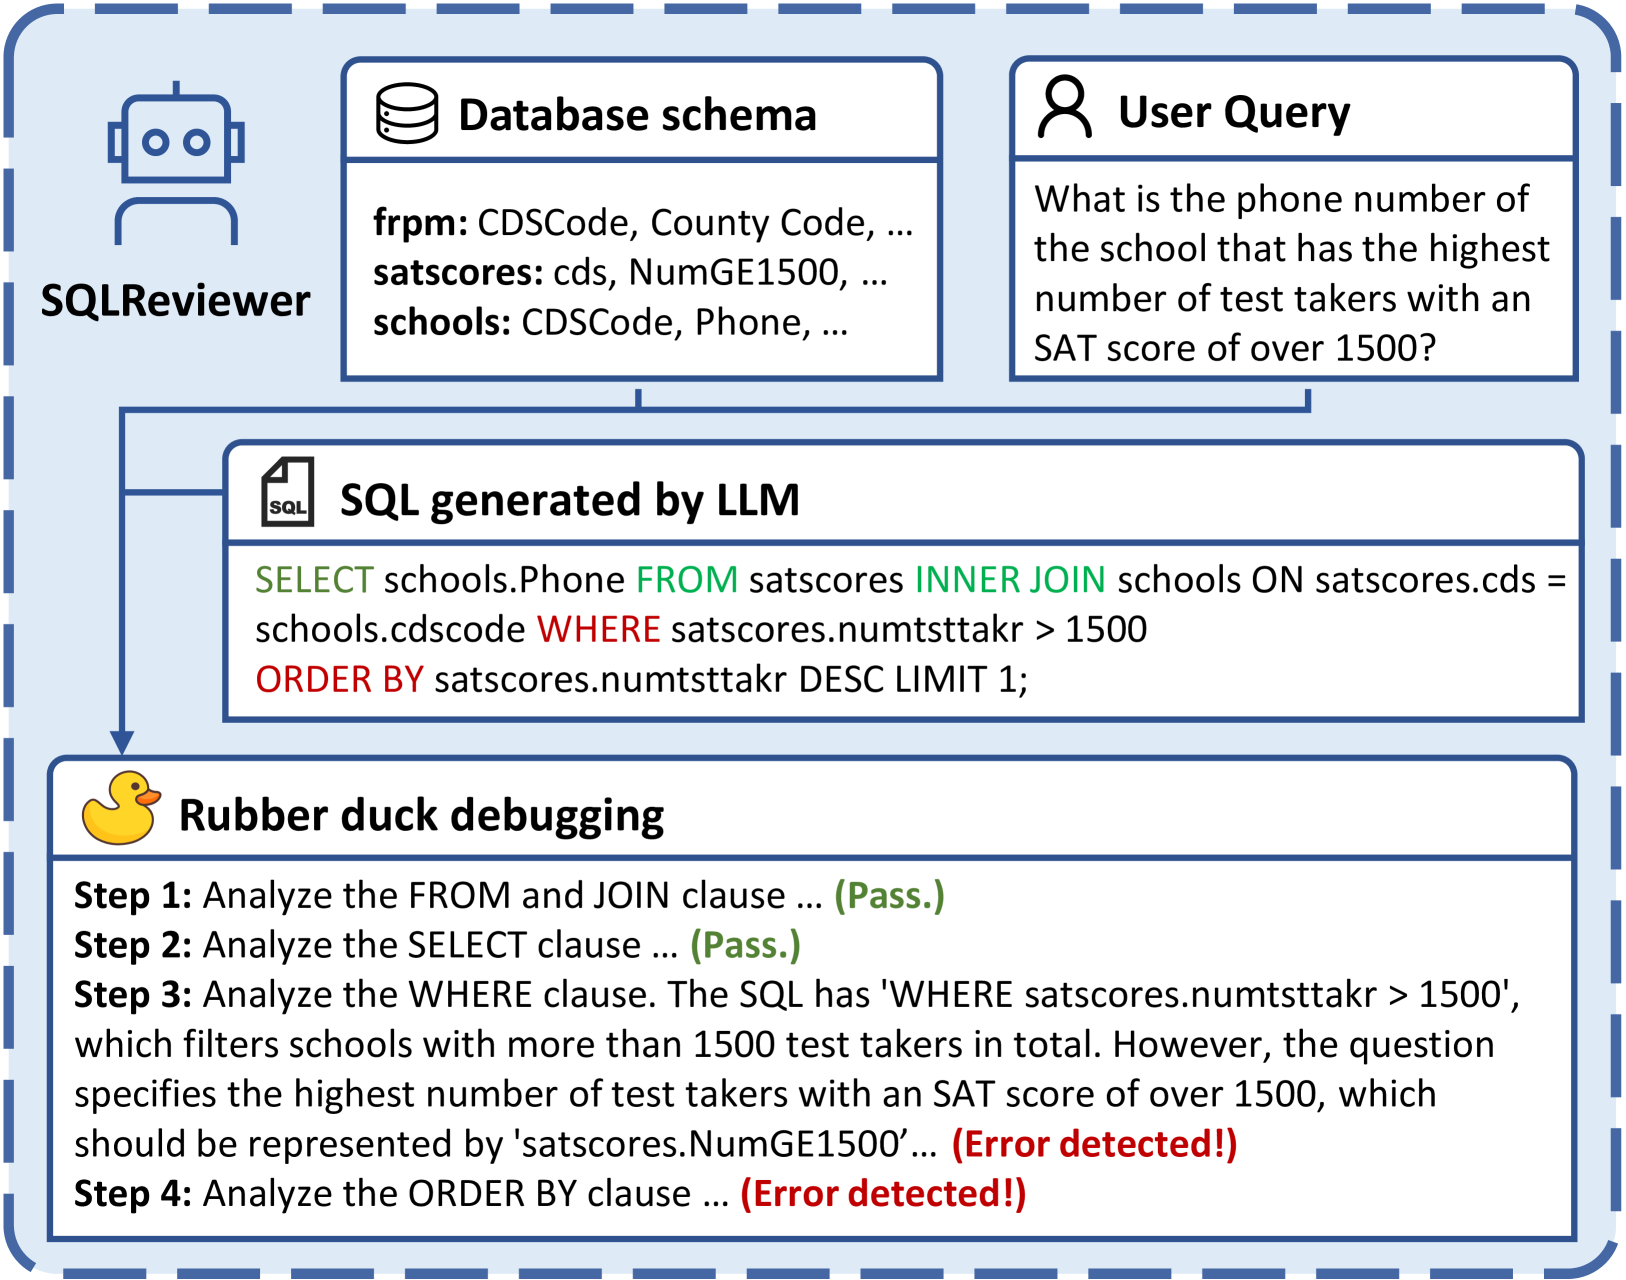 SQLReviewer
Database schema
frpm: CDSCode, County Code, ...
satscores: cds, NumGE1500, ...
schools: CDSCode, Phone, ...
User Query
What is the phone number of
the school that has the highest
number of test takers with an
SAT score of over 1500?
SQL
SQL generated by LLM
SELECT schools.Phone FROM satscores INNER JOIN schools ON satscores.cds =
schools.cdscode WHERE satscores.numtsttakr > 1500
ORDER BY satscores.numtsttakr DESC LIMIT 1;
Rubber duck debugging
Step 1: Analyze the FROM and JOIN clause ... (Pass.)
Step 2: Analyze the SELECT clause ... (Pass.)
Step 3: Analyze the WHERE clause. The SQL has 'WHERE satscores.numtsttakr > 1500',
which filters schools with more than 1500 test takers in total. However, the question
specifies the highest number of test takers with an SAT score of over 1500, which
should be represented by 'satscores.NumGE1500’... (Error detected!)
Step 4: Analyze the ORDER BY clause ... (Error detected!)